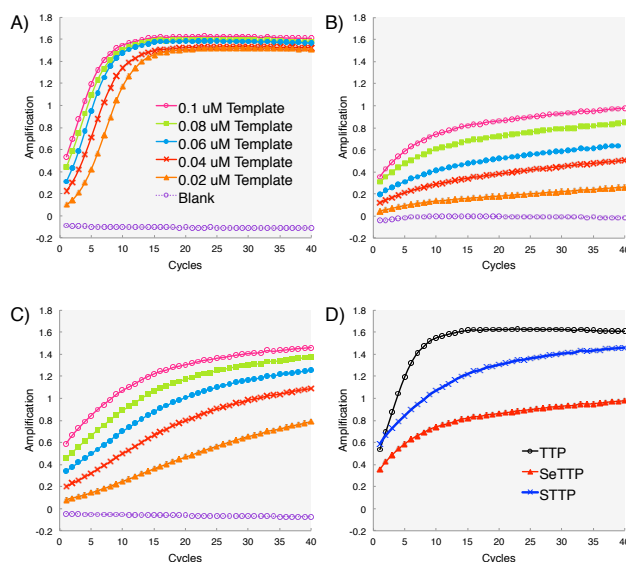 A)
1.8
1.6
1.4
1.2
1
0.8
0.6
0.4
0.2
0
-0.2
Amplification
0.1 uM Template
0.08 uM Template
0.06 uM Template
0.04 uM Template
0.02 uM Template
Blank
0 5 10 15 20 25 30 35 40
Cycles
B)
1.8
1.6
1.4
1.2
1
0.8
0.6
0.4
0.2
0
-0.2
Amplification
0 5 10 15 20 25 30 35 40
Cycles
C)
1.8
1.6
1.4
1.2
1
0.8
0.6
0.4
0.2
0
-0.2
Amplification
0 5 10 15 20 25 30 35 40
Cycles
D)
1.8
1.6
1.4
1.2
1
0.8
0.6
0.4
0.2
0
-0.2
Amplification
TTP
SeTTP
STTP
0 5 10 15 20 25 30 35 40
Cycles